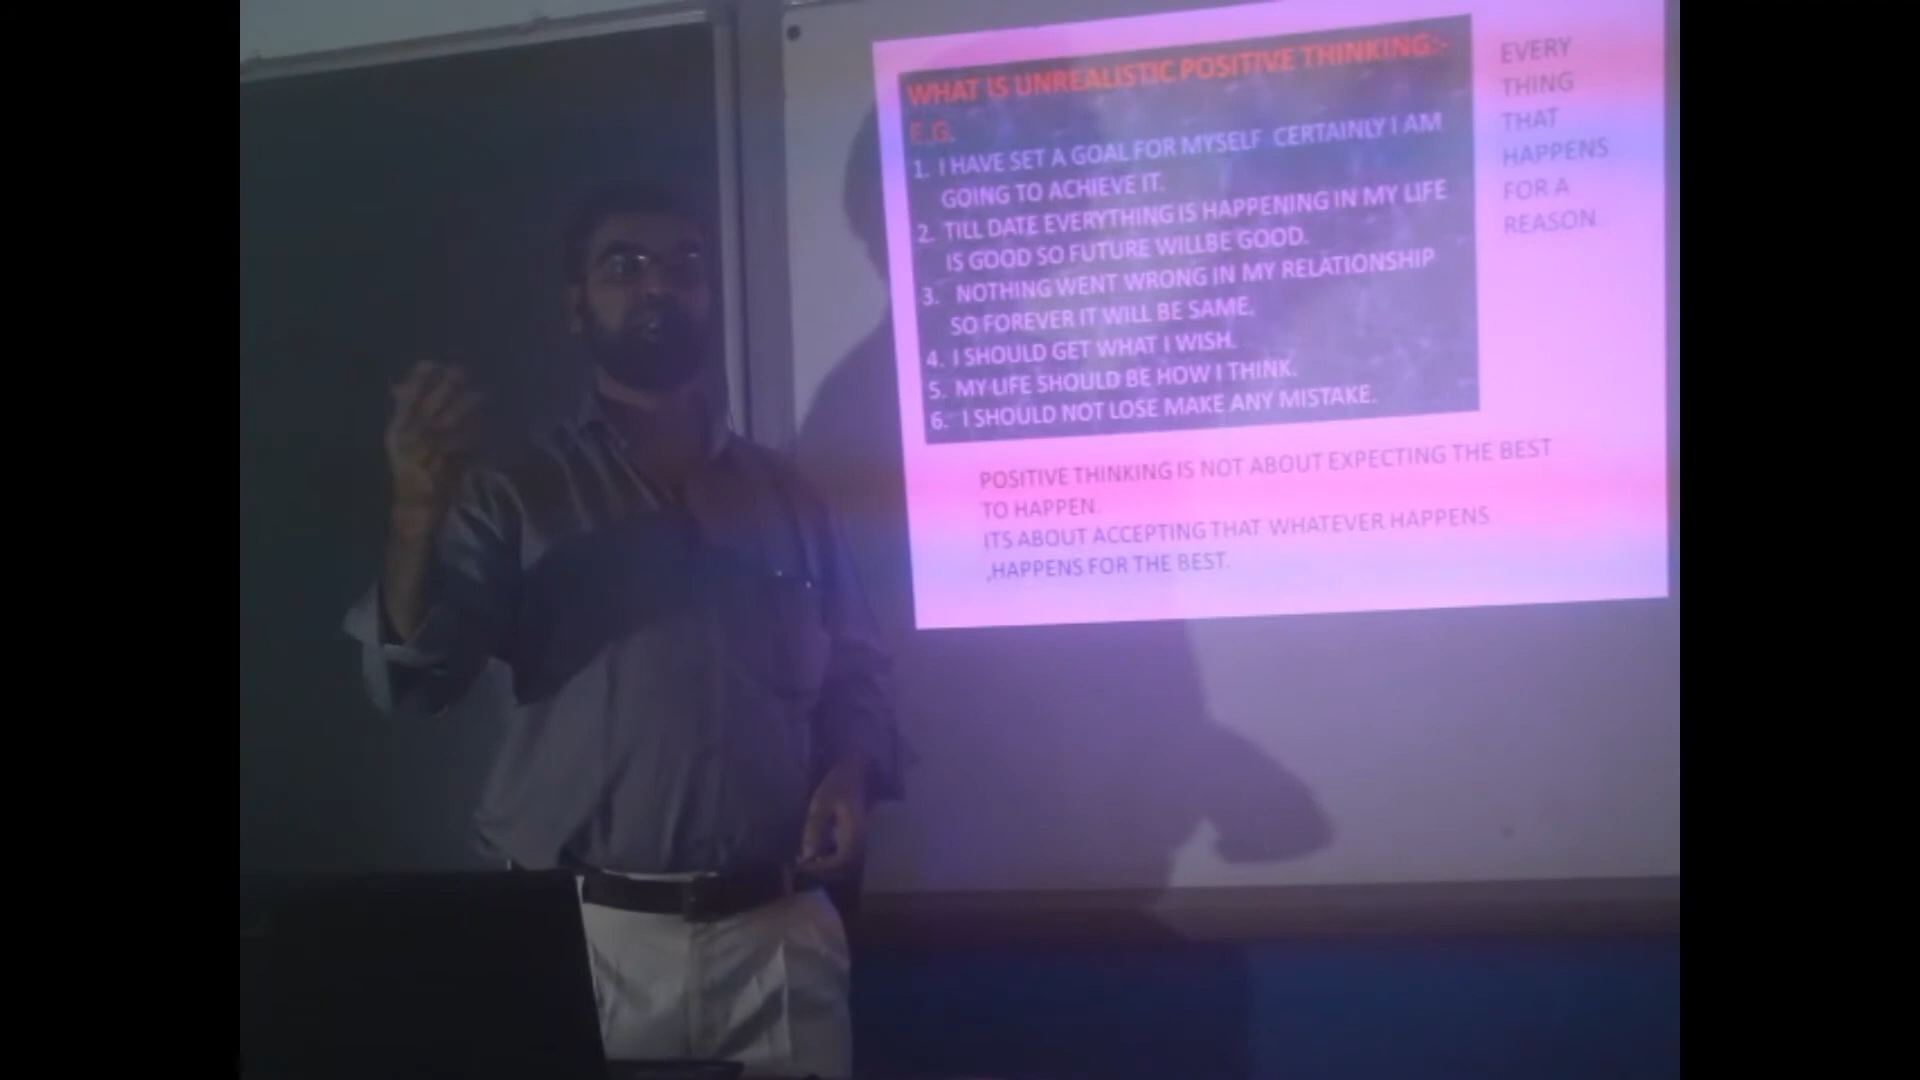 WHAT IS UNREALISTIC POSITIVE THINKING:-
E.G.
1. I HAVE SET A GOAL FOR MYSELF CERTAINLY I AM
GOING TO ACHIEVE IT.
2. TILL DATE EVERYTHING IS HAPPENING IN MY LIFE
IS GOOD SO FUTURE WILLBE GOOD.
3. NOTHING WENT WRONG IN MY RELATIONSHIP
SO FOREVER IT WILL BE SAME.
4. I SHOULD GET WHAT I WISH.
5. MY LIFE SHOULD BE HOW I THINK.
6. I SHOULD NOT LOSE MAKE ANY MISTAKE.
EVERY
THING
THAT
HAPPENS
FOR A
REASON.
POSITIVE THINKING IS NOT ABOUT EXPECTING THE BEST
TO HAPPEN.
ITS ABOUT ACCEPTING THAT WHATEVER HAPPENS
,HAPPENS FOR THE BEST.